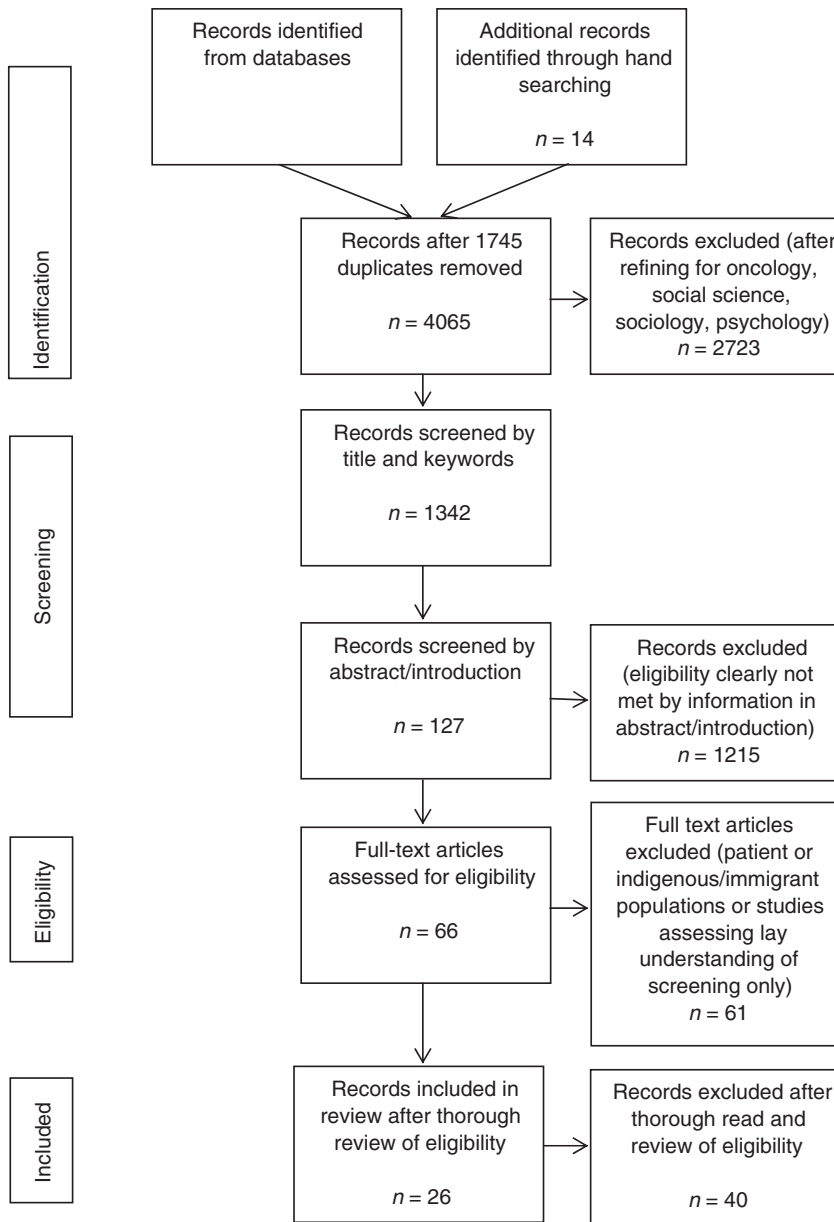 Records identified
from databases
Additional records
identified through hand
searching
n = 14
Identification
Records after 1745
duplicates removed
n = 4065
Records excluded (after
refining for oncology,
social science,
sociology, psychology)
n = 2723
Screening
Records screened by
title and keywords
n = 1342
Records screened by
abstract/introduction
n = 127
Records excluded
(eligibility clearly not
met by information in
abstract/introduction)
n = 1215
Eligibility
Full-text articles
assessed for eligibility
n = 66
Full text articles
excluded (patient or
indigenous/immigrant
populations or studies
assessing lay
understanding of
screening only)
n = 61
Included
Records included in
review after thorough
review of eligibility
n = 26
Records excluded after
thorough read and
review of eligibility
n = 40